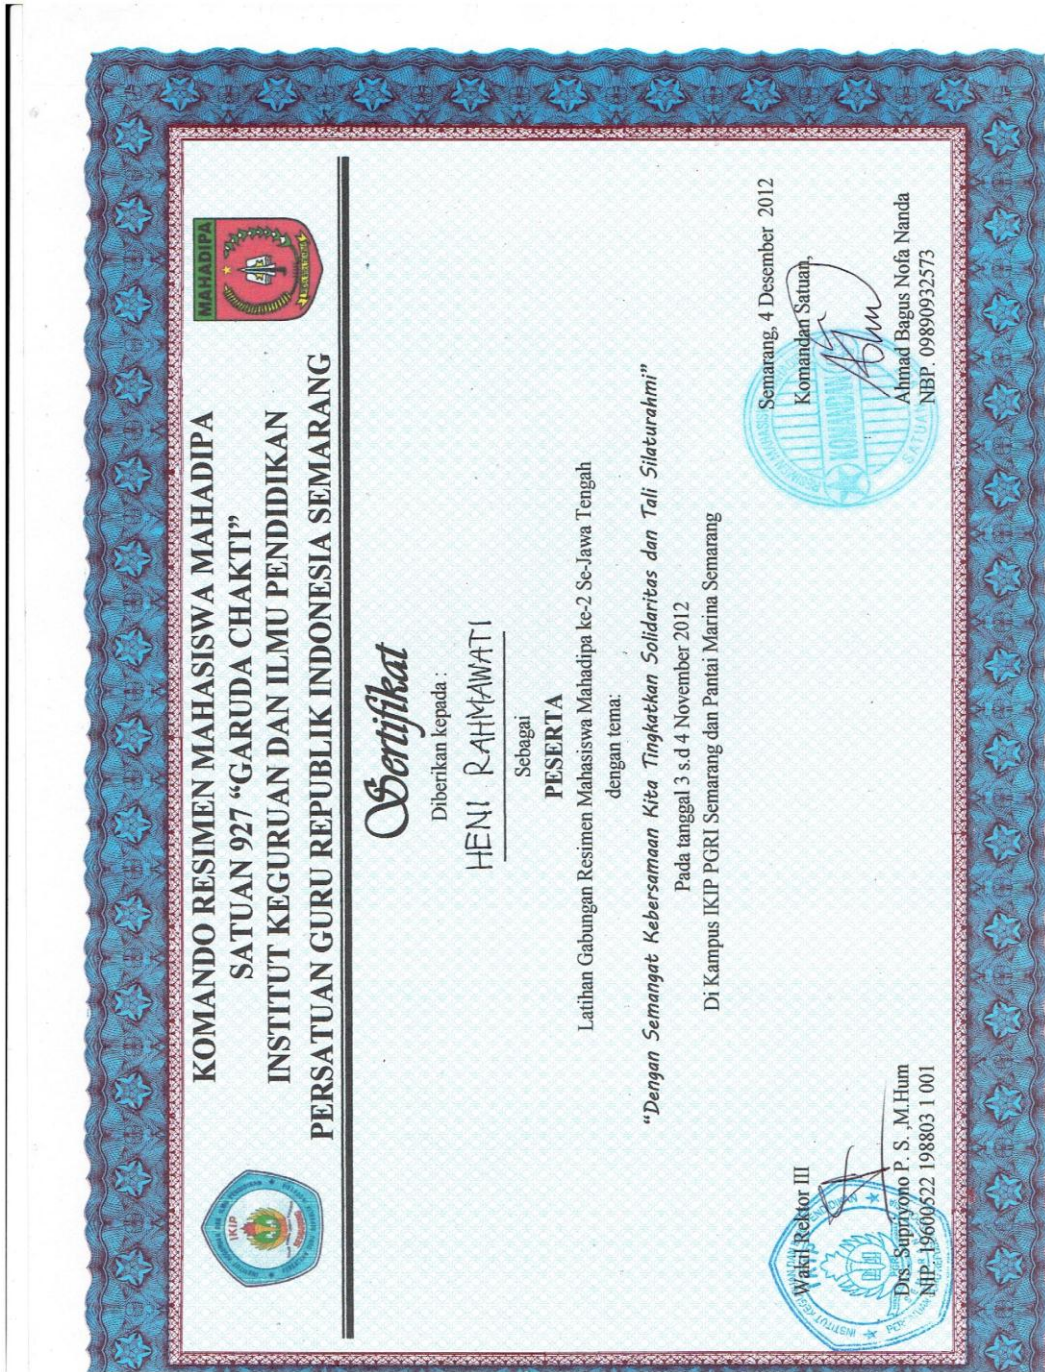 MAHADIPA
KOMANDO RESIMEN MAHASISWA MAHADIPA
SATUAN 927 “GARUDA CHAKTI”
INSTITUT KEGURUAN DAN ILMU PENDIDIKAN
PERSATUAN GURU REPUBLIK INDONESIA SEMARANG
IKIP
Sertifikat
Diberikan kepada :
HENI RAHMAWATI
Sebagai
PESERTA
Latihan Gabungan Resimen Mahasiswa Mahadipa ke-2 Se-Jawa Tengah
dengan tema:
“Dengan Semangat Kebersamaan Kita Tingkatkan Solidaritas dan Tali Silaturahmi”
Pada tanggal 3 s.d 4 November 2012
Di Kampus IKIP PGRI Semarang dan Pantai Marina Semarang
Semarang, 4 Desember 2012
Wakil Rektor III
Komandan Satuan,
KOMANDAN
SATUAN
Drs. Supriyono P. S. ,M.Hum
NIP. 19600522 198803 1 001
Ahmad Bagus Nofa Nanda
NBP. 09890932573